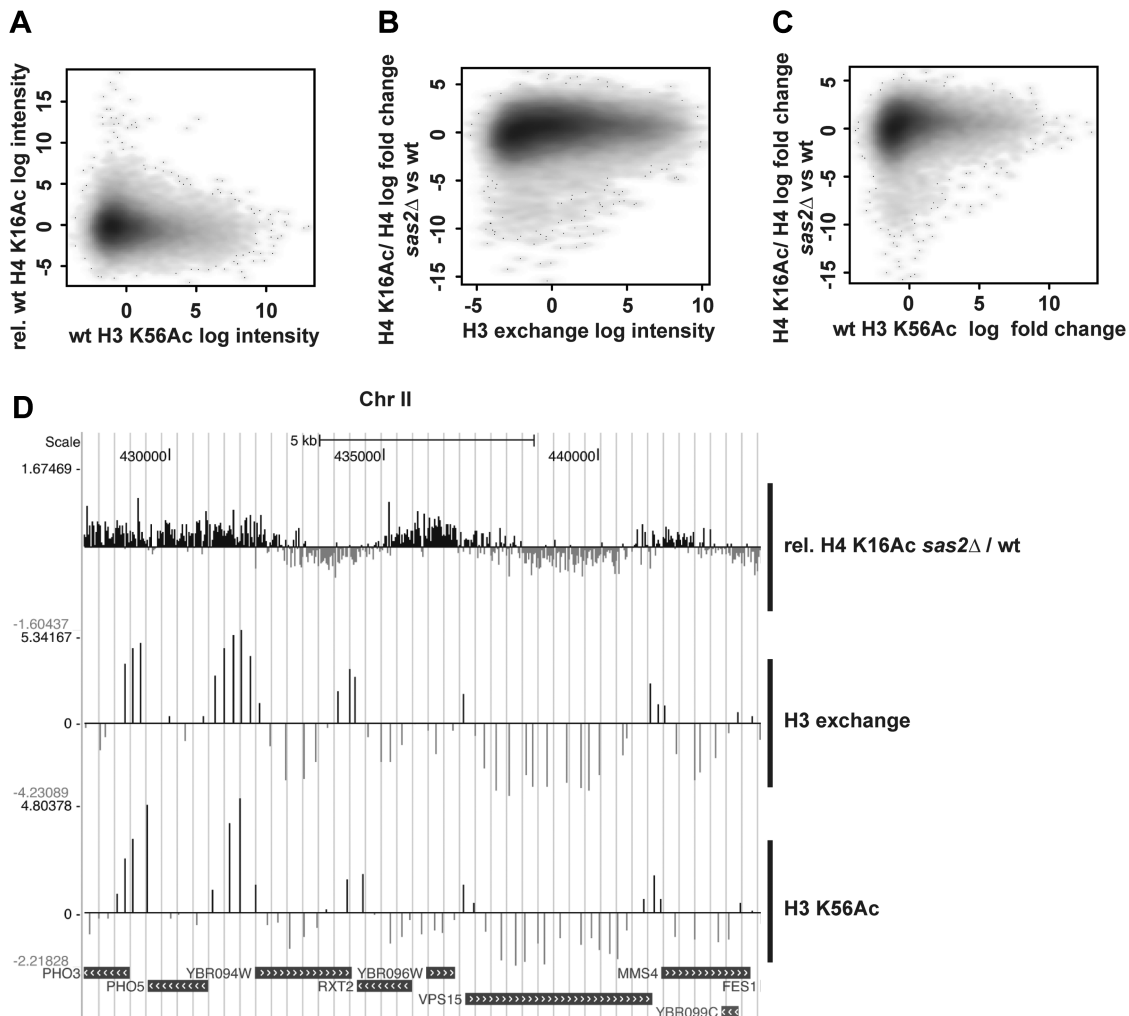 A
rel. wt H4 K16Ac log intensity
15
10
5
0
-5
0 5 10
wt H3 K56Ac log intensity
B
H4 K16Ac/ H4 log fold change
sas2Δ vs wt
5
0
-5
-10
-15
-5 0 5 10
H3 exchange log intensity
C
H4 K16Ac/ H4 log fold change
sas2Δ vs wt
5
0
-5
-10
-15
0 5 10
wt H3 K56Ac log fold change
D
Chr II
Scale
5 kb
430000 435000 440000
1.67469 -
rel. H4 K16Ac sas2Δ / wt
-1.60437
5.34167 -
H3 exchange
0 -
-4.23089
4.80378 -
H3 K56Ac
0 -
-2.21828
PHO3 YBR094W YBR096W MMS4
PHO5 RXT2 FES1
VPS15
YBR099C